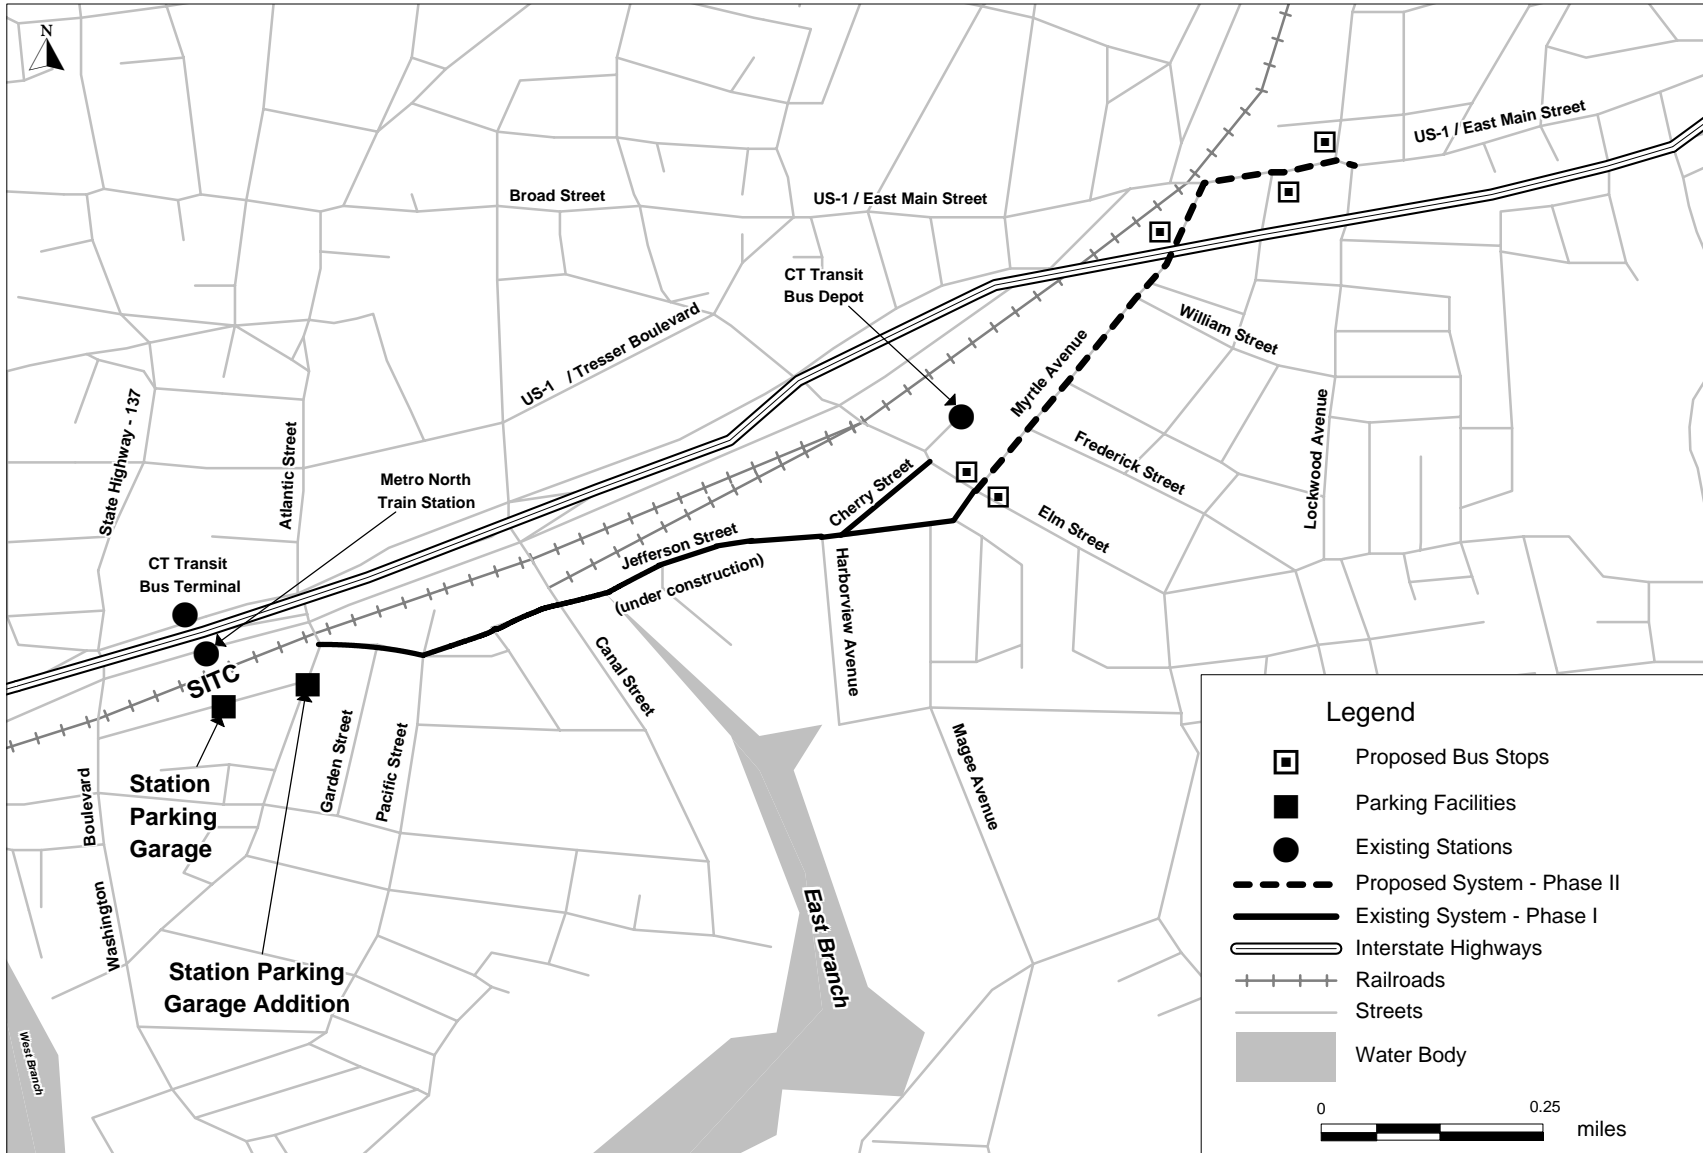 N
US-1 / East Main Street
Broad Street
US-1 / East Main Street
CT Transit
Bus Depot
US-1 / Tresser Boulevard
William Street
Myrtle Avenue
State Highway - 137
Atlantic Street
Metro North
Train Station
Cherry Street
Frederick Street
Lockwood Avenue
Elm Street
Jefferson Street
(under construction)
CT Transit
Bus Terminal
Harborview Avenue
Canal Street
SITC
Garden Street
Pacific Street
Magee Avenue
Station
Parking
Garage
Washington
Boulevard
Station Parking
Garage Addition
East Branch
West Branch
Legend
Proposed Bus Stops
Parking Facilities
Existing Stations
Proposed System - Phase II
Existing System - Phase I
Interstate Highways
Railroads
Streets
Water Body
0
0.25
miles